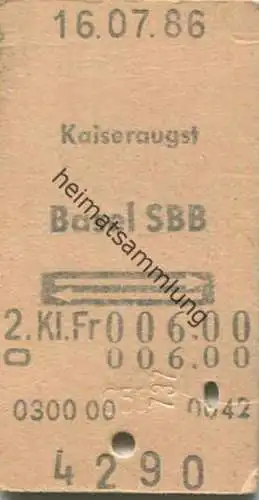 16.07.86
Kaiseraugst
Basel SBB
heimatsammlung.de
2.Kl.Fr 006.00
0 006.00
0300 00 0042
4290